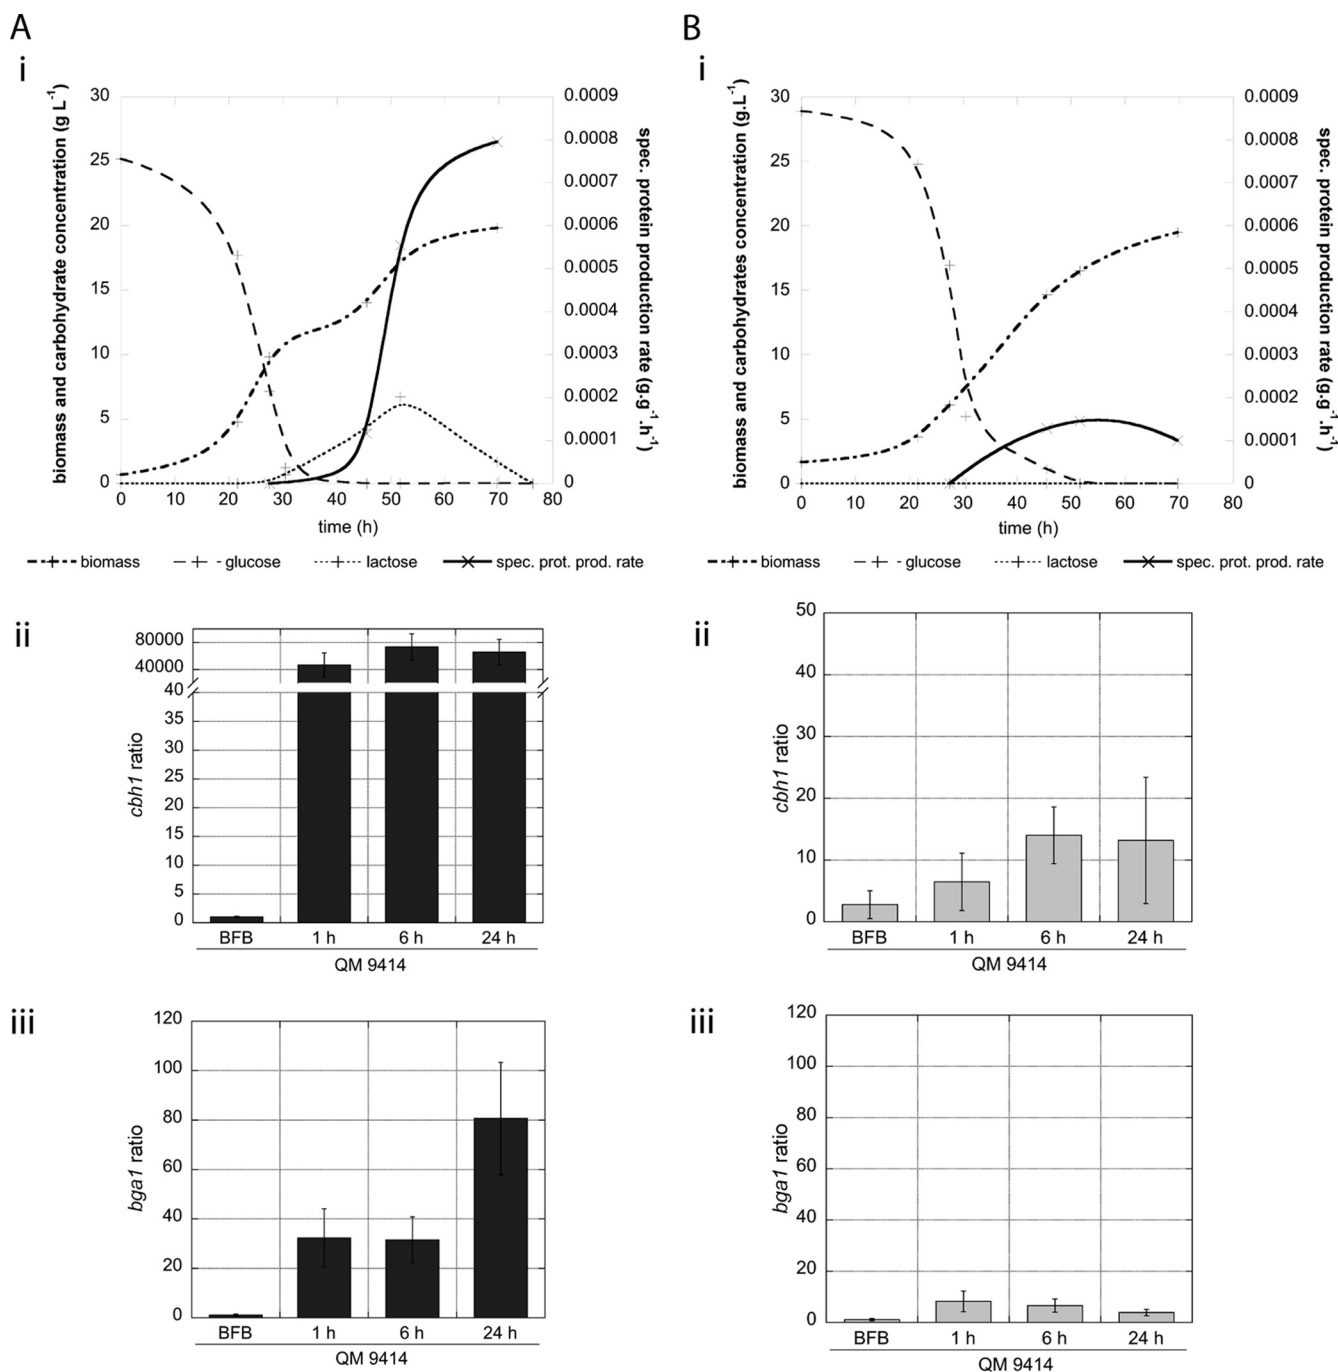 A
i
biomass and carbohydrate concentration (g L-1)
30
25
20
15
10
5
0
0.0009
0.0008
0.0007
0.0006
0.0005
0.0004
0.0003
0.0002
0.0001
0
spec. protein production rate (g.g-1.h-1)
0 10 20 30 40 50 60 70 80
time (h)
biomass glucose lactose spec. prot. prod. rate
B
i
biomass and carbohydrates concentration (g.L-1)
30
25
20
15
10
5
0
0.0009
0.0008
0.0007
0.0006
0.0005
0.0004
0.0003
0.0002
0.0001
0
spec. protein production rate (g.g-1.h-1)
0 10 20 30 40 50 60 70 80
time (h)
biomass glucose lactose spec. prot. prod. rate
ii
cbh1 ratio
80000
40000
40
35
30
25
20
15
10
5
0
BFB 1 h 6 h 24 h
QM 9414
ii
cbh1 ratio
50
40
30
20
10
0
BFB 1 h 6 h 24 h
QM 9414
iii
bga1 ratio
120
100
80
60
40
20
0
BFB 1 h 6 h 24 h
QM 9414
iii
bga1 ratio
120
100
80
60
40
20
0
BFB 1 h 6 h 24 h
QM 9414